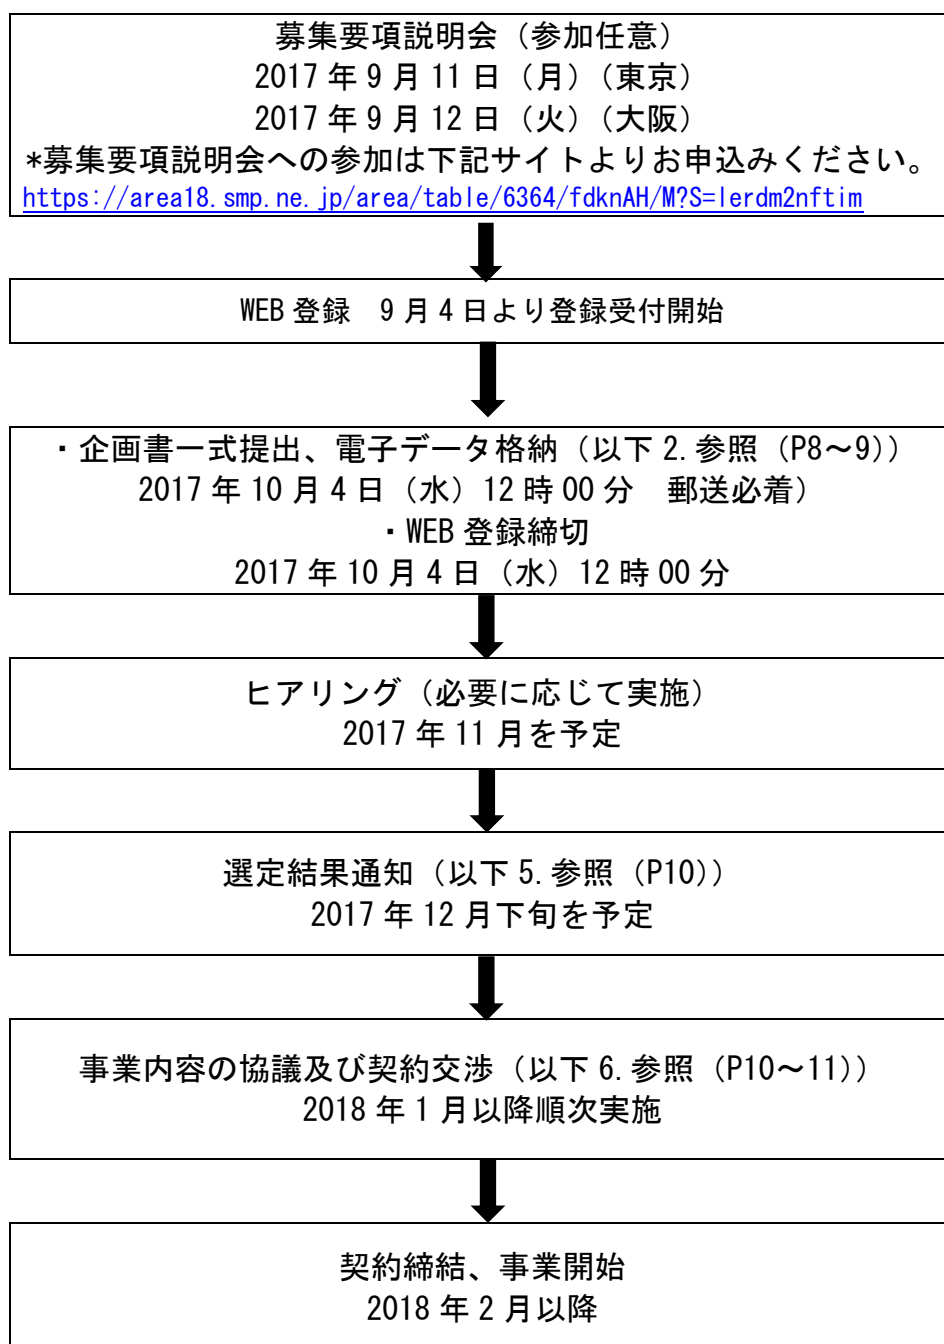 募集要項説明会（参加任意）
2017年9月11日（月）（東京）
2017年9月12日（火）（大阪）
*募集要項説明会への参加は下記サイトよりお申込みください。
https://area18.smp.ne.jp/area/table/6364/fdknAH/M?S=lerdm2nftim
WEB登録　9月4日より登録受付開始
・企画書一式提出、電子データ格納（以下2.参照（P8～9））
2017年10月4日（水）12時00分　郵送必着）
・WEB登録締切
2017年10月4日（水）12時00分
ヒアリング（必要に応じて実施）
2017年11月を予定
選定結果通知（以下5.参照（P10））
2017年12月下旬を予定
事業内容の協議及び契約交渉（以下6.参照（P10～11））
2018年1月以降順次実施
契約締結、事業開始
2018年2月以降